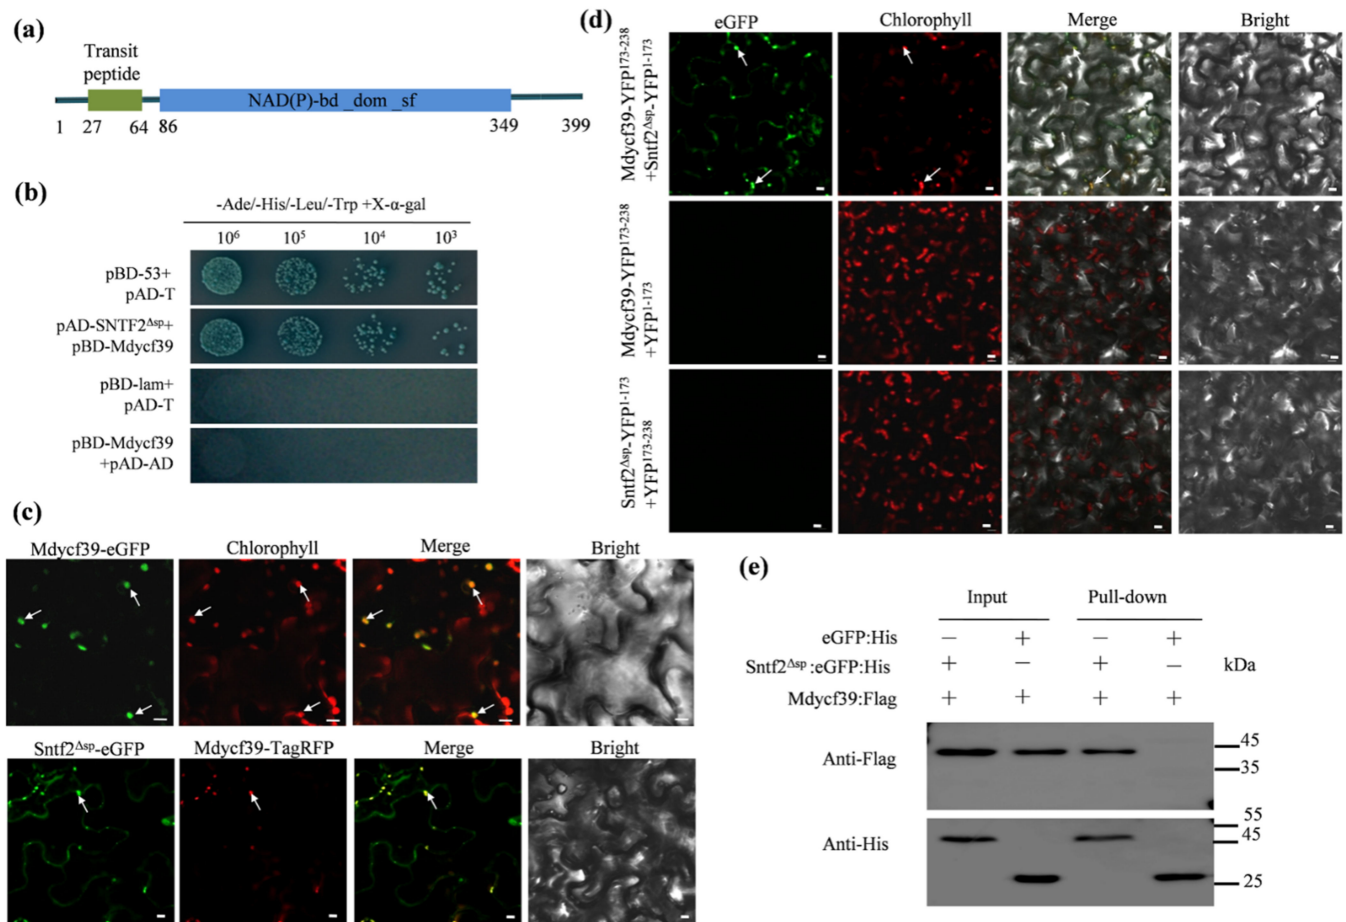 (a)
Transit
peptide
NAD(P)-bd _dom _sf
1 27 64 86 349 399
(b)
-Ade/-His/-Leu/-Trp +X-α-gal
10⁶ 10⁵ 10⁴ 10³
pBD-53+
pAD-T
pAD-SNTF2^Δsp+
pBD-Mdycf39
pBD-lam+
pAD-T
pBD-Mdycf39
+pAD-AD
(c)
Mdycf39-eGFP Chlorophyll Merge Bright
Sntf2^Δsp-eGFP Mdycf39-TagRFP Merge Bright
(d)
eGFP Chlorophyll Merge Bright
Mdycf39-YFP^173-238
+Sntf2^Δsp-YFP^1-173
Mdycf39-YFP^173-238
+YFP^1-173
Sntf2^Δsp-YFP^1-173
+YFP^173-238
(e)
Input Pull-down
eGFP:His − + − +
Sntf2^Δsp:eGFP:His + − + − kDa
Mdycf39:Flag + + + +
Anti-Flag
45
35
Anti-His
55
45
25